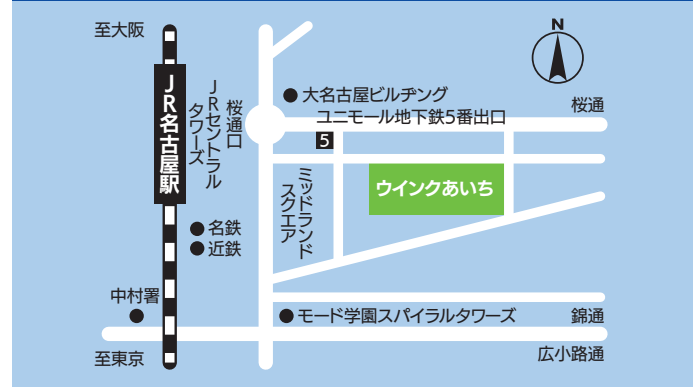 至大阪
N
JR名古屋駅
桜通口
JRセントラル
タワーズ
● 大名古屋ビルヂング
ユニモール地下鉄5番出口
桜通
5
ミッドランド
スクエア
ウインクあいち
● 名鉄
● 近鉄
中村署
● モード学園スパイラルタワーズ
錦通
至東京
広小路通